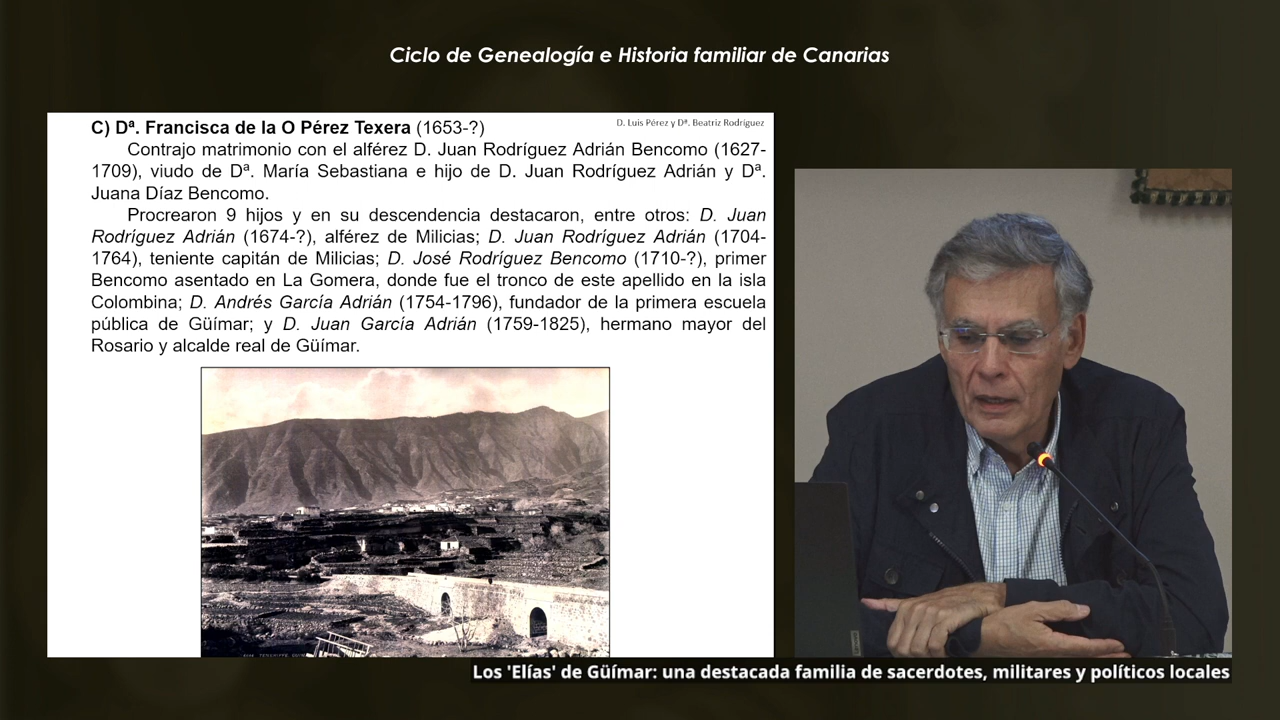 Ciclo de Genealogía e Historia familiar de Canarias
C) Dª. Francisca de la O Pérez Texera (1653-?)
D. Luis Pérez y Dª. Beatriz Rodríguez
Contrajo matrimonio con el alférez D. Juan Rodríguez Adrián Bencomo (1627-
1709), viudo de Dª. María Sebastiana e hijo de D. Juan Rodríguez Adrián y Dª.
Juana Díaz Bencomo.
Procrearon 9 hijos y en su descendencia destacaron, entre otros: D. Juan
Rodríguez Adrián (1674-?), alférez de Milicias; D. Juan Rodríguez Adrián (1704-
1764), teniente capitán de Milicias; D. José Rodríguez Bencomo (1710-?), primer
Bencomo asentado en La Gomera, donde fue el tronco de este apellido en la isla
Colombina; D. Andrés García Adrián (1754-1796), fundador de la primera escuela
pública de Güímar; y D. Juan García Adrián (1759-1825), hermano mayor del
Rosario y alcalde real de Güímar.
Los 'Elías' de Güímar: una destacada familia de sacerdotes, militares y políticos locales